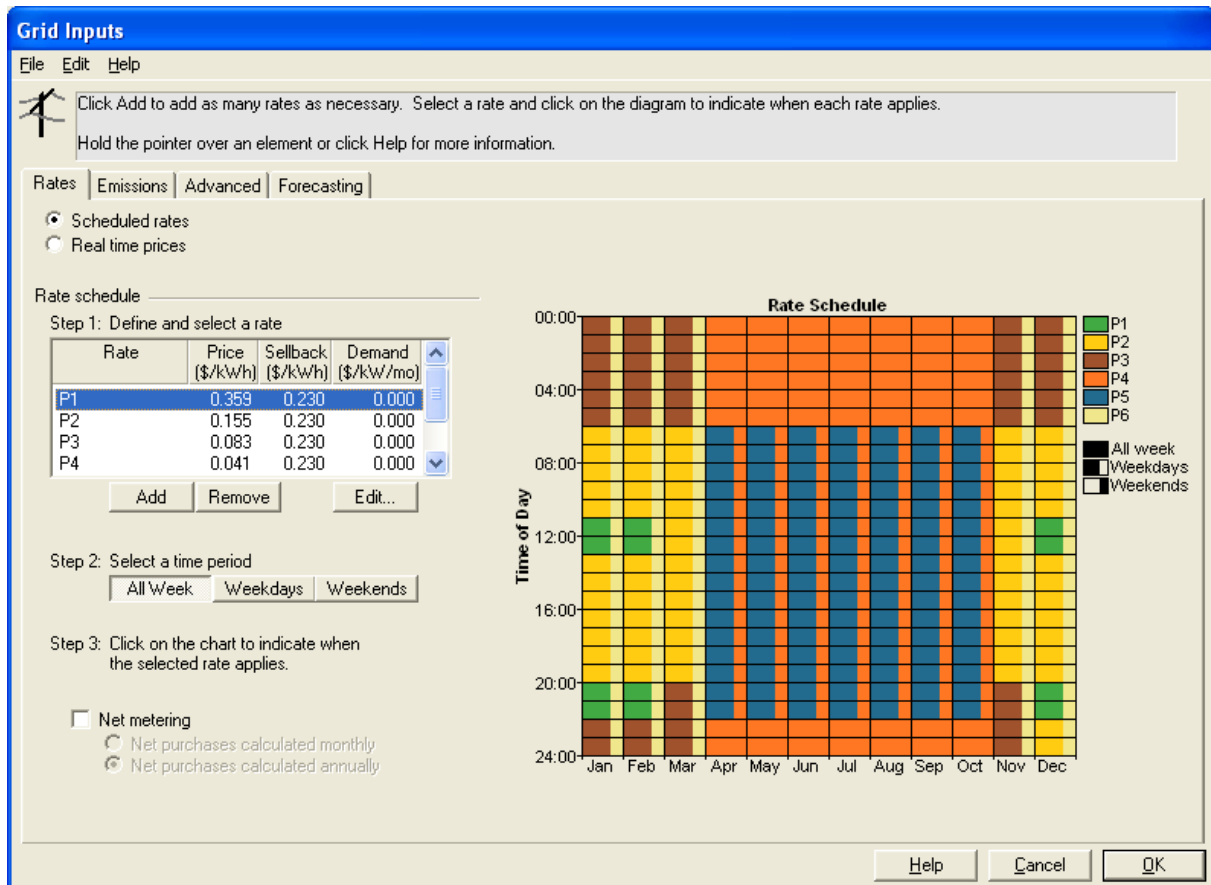 Grid Inputs
File Edit Help
Click Add to add as many rates as necessary. Select a rate and click on the diagram to indicate when each rate applies.
Hold the pointer over an element or click Help for more information.
Rates Emissions Advanced Forecasting
Scheduled rates
Real time prices
Rate schedule
Step 1: Define and select a rate
Rate Price Sellback Demand
($/kWh) ($/kWh) ($/kW/mo)
P1 0.359 0.230 0.000
P2 0.155 0.230 0.000
P3 0.083 0.230 0.000
P4 0.041 0.230 0.000
Add Remove Edit...
Step 2: Select a time period
All Week Weekdays Weekends
Step 3: Click on the chart to indicate when
the selected rate applies.
Net metering
Net purchases calculated monthly
Net purchases calculated annually
Rate Schedule
Time of Day
00:00
04:00
08:00
12:00
16:00
20:00
24:00
Jan Feb Mar Apr May Jun Jul Aug Sep Oct Nov Dec
P1
P2
P3
P4
P5
P6
All week
Weekdays
Weekends
Help Cancel OK